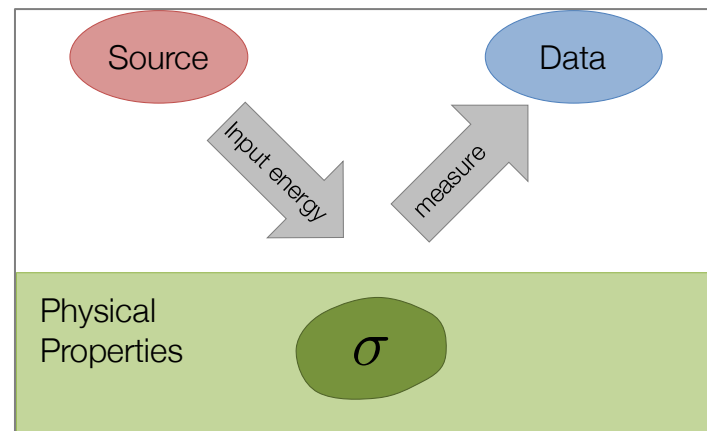 Source
Data
Input energy
measure
Physical
Properties
σ